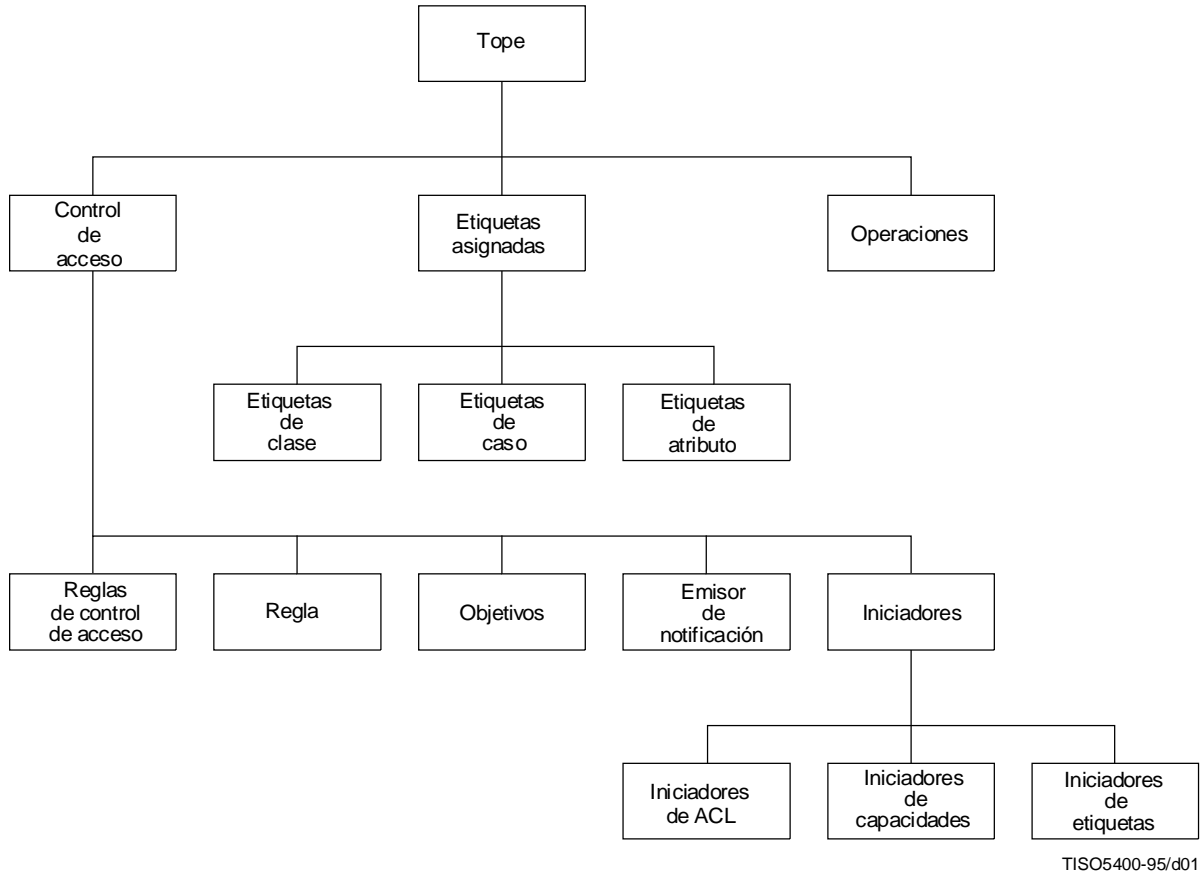 Tope
Control
de
acceso
Etiquetas
asignadas
Operaciones
Etiquetas
de
clase
Etiquetas
de
caso
Etiquetas
de
atributo
Reglas
de control
de acceso
Regla
Objetivos
Emisor
de
notificación
Iniciadores
Iniciadores
de ACL
Iniciadores
de
capacidades
Iniciadores
de
etiquetas
TISO5400-95/d01